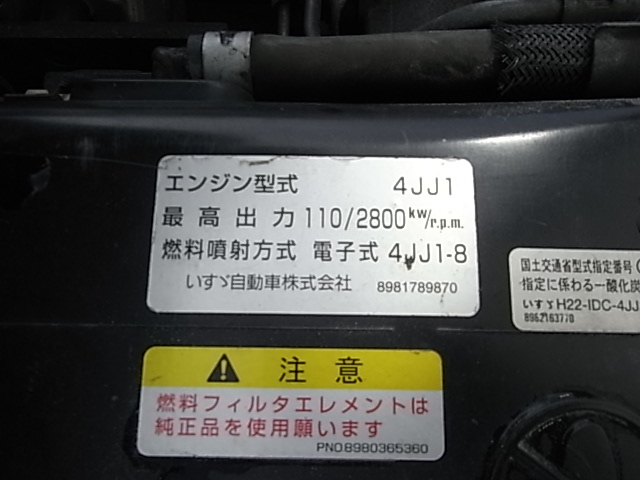 エンジン型式 4JJ1
最高出力 110/2800kw/r.p.m.
燃料噴射方式 電子式 4JJ1-8
いすゞ自動車株式会社 8981789870
国土交通省型式指定番号(
指定に係わる一酸化炭
いすゞH22-IDC-4JJ
8982163770
注意
燃料フィルタエレメントは
純正品を使用願います
PNO8980365360